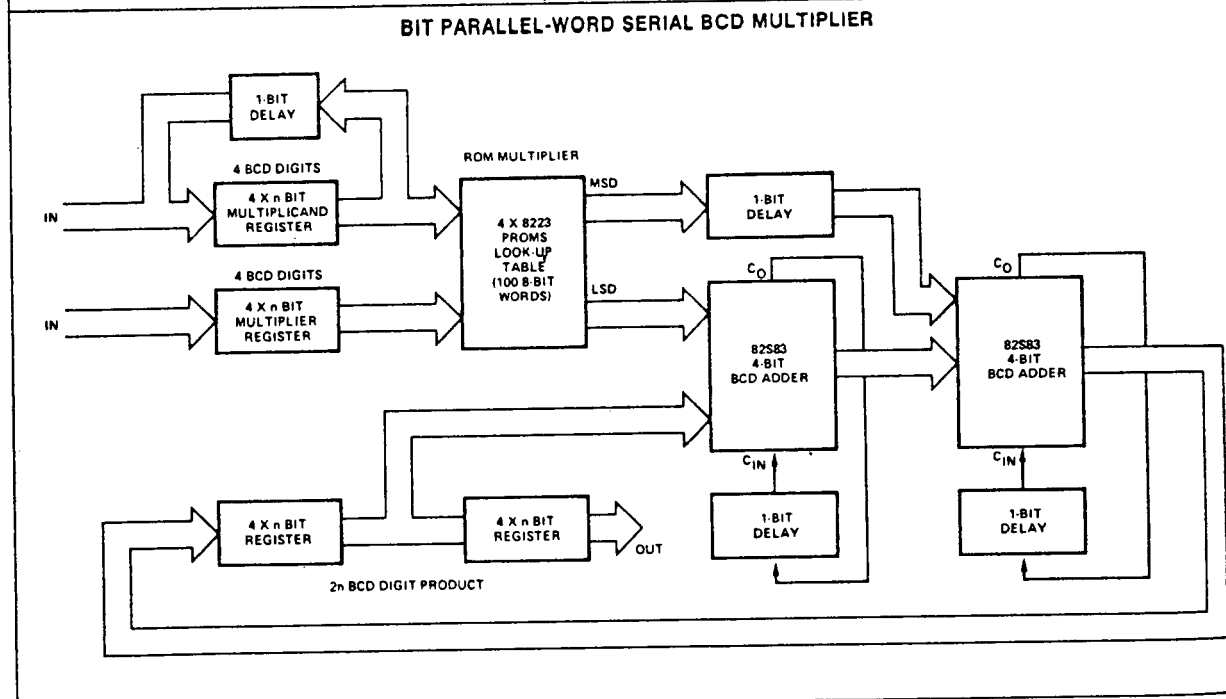 BIT PARALLEL-WORD SERIAL BCD MULTIPLIER
1-BIT
DELAY
4 BCD DIGITS
IN
4 X n BIT
MULTIPLICAND
REGISTER
4 BCD DIGITS
IN
4 X n BIT
MULTIPLIER
REGISTER
ROM MULTIPLIER
4 X 8223
PROMS
LOOK-UP
TABLE
(100 8-BIT
WORDS)
MSD
LSD
1-BIT
DELAY
CO
82S83
4-BIT
BCD ADDER
CIN
1-BIT
DELAY
CO
82S83
4-BIT
BCD ADDER
CIN
1-BIT
DELAY
4 X n BIT
REGISTER
4 X n BIT
REGISTER
OUT
2n BCD DIGIT PRODUCT